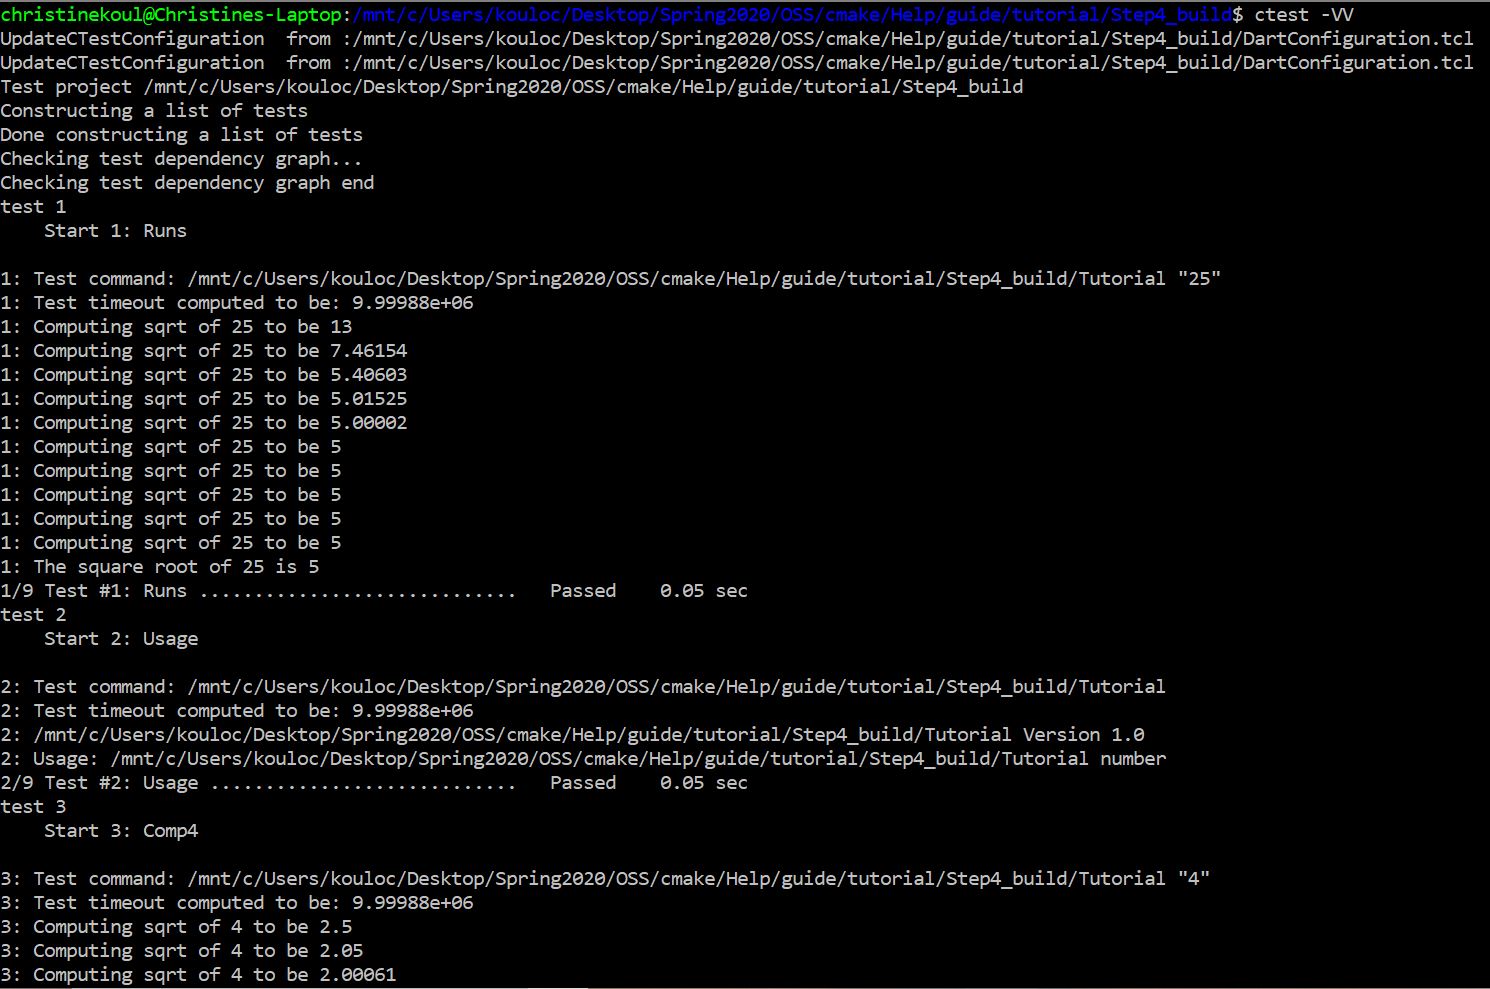 christinekoul@Christines-Laptop:/mnt/c/Users/kouloc/Desktop/Spring2020/OSS/cmake/Help/guide/tutorial/Step4_build$ ctest -VV
UpdateCTestConfiguration  from :/mnt/c/Users/kouloc/Desktop/Spring2020/OSS/cmake/Help/guide/tutorial/Step4_build/DartConfiguration.tcl
UpdateCTestConfiguration  from :/mnt/c/Users/kouloc/Desktop/Spring2020/OSS/cmake/Help/guide/tutorial/Step4_build/DartConfiguration.tcl
Test project /mnt/c/Users/kouloc/Desktop/Spring2020/OSS/cmake/Help/guide/tutorial/Step4_build
Constructing a list of tests
Done constructing a list of tests
Checking test dependency graph...
Checking test dependency graph end
test 1
    Start 1: Runs

1: Test command: /mnt/c/Users/kouloc/Desktop/Spring2020/OSS/cmake/Help/guide/tutorial/Step4_build/Tutorial "25"
1: Test timeout computed to be: 9.99988e+06
1: Computing sqrt of 25 to be 13
1: Computing sqrt of 25 to be 7.46154
1: Computing sqrt of 25 to be 5.40603
1: Computing sqrt of 25 to be 5.01525
1: Computing sqrt of 25 to be 5.00002
1: Computing sqrt of 25 to be 5
1: Computing sqrt of 25 to be 5
1: Computing sqrt of 25 to be 5
1: Computing sqrt of 25 to be 5
1: Computing sqrt of 25 to be 5
1: The square root of 25 is 5
1/9 Test #1: Runs .............................   Passed    0.05 sec
test 2
    Start 2: Usage

2: Test command: /mnt/c/Users/kouloc/Desktop/Spring2020/OSS/cmake/Help/guide/tutorial/Step4_build/Tutorial
2: Test timeout computed to be: 9.99988e+06
2: /mnt/c/Users/kouloc/Desktop/Spring2020/OSS/cmake/Help/guide/tutorial/Step4_build/Tutorial Version 1.0
2: Usage: /mnt/c/Users/kouloc/Desktop/Spring2020/OSS/cmake/Help/guide/tutorial/Step4_build/Tutorial number
2/9 Test #2: Usage ............................   Passed    0.05 sec
test 3
    Start 3: Comp4

3: Test command: /mnt/c/Users/kouloc/Desktop/Spring2020/OSS/cmake/Help/guide/tutorial/Step4_build/Tutorial "4"
3: Test timeout computed to be: 9.99988e+06
3: Computing sqrt of 4 to be 2.5
3: Computing sqrt of 4 to be 2.05
3: Computing sqrt of 4 to be 2.00061